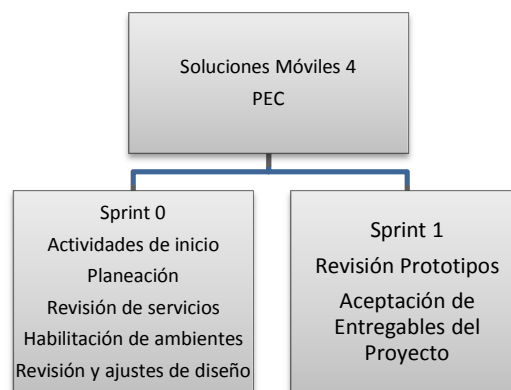 Soluciones Móviles 4
PEC
Sprint 0
Actividades de inicio
Planeación
Revisión de servicios
Habilitación de ambientes
Revisión y ajustes de diseño
Sprint 1
Revisión Prototipos
Aceptación de
Entregables del
Proyecto